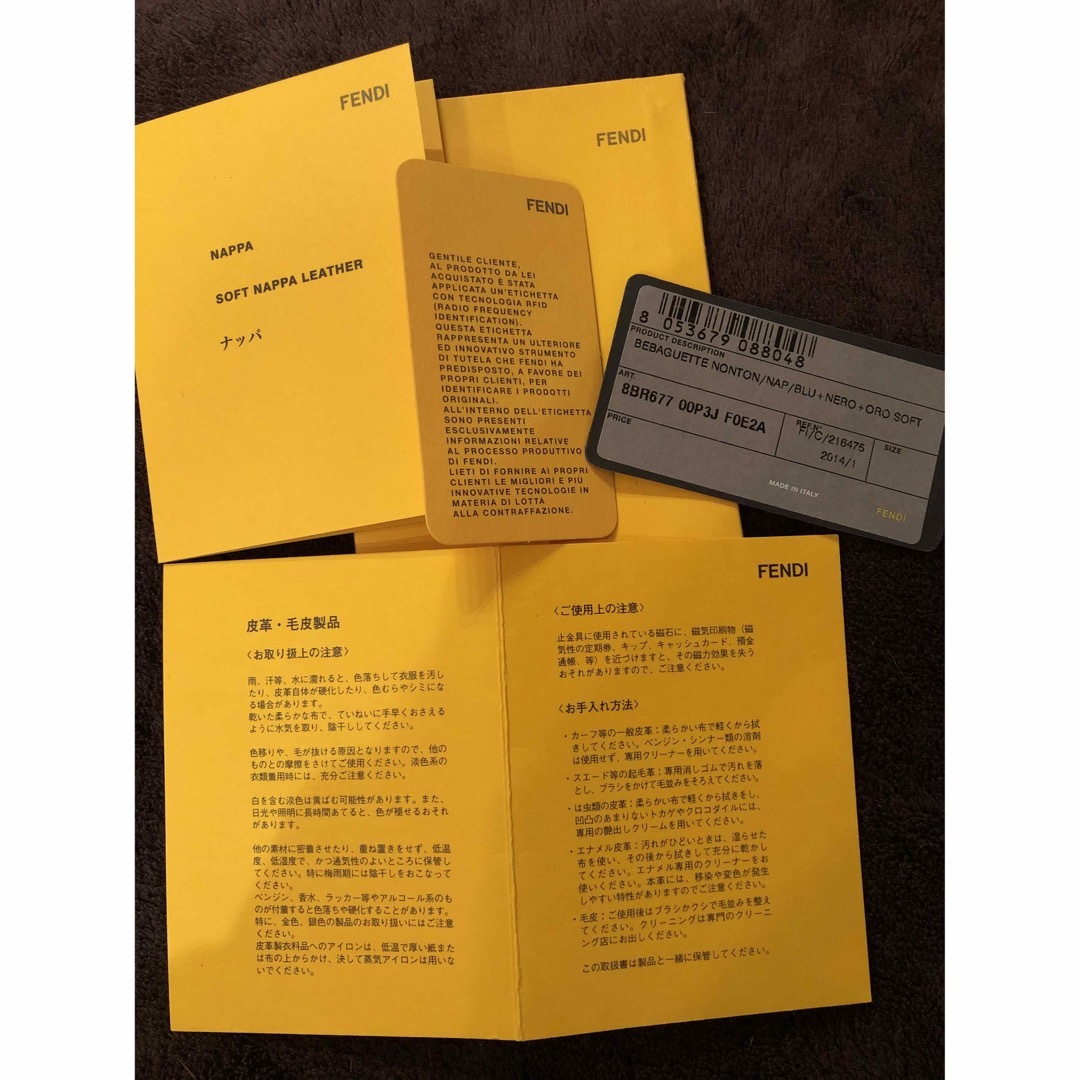 FENDI
NAPPA
SOFT NAPPA LEATHER
ナッパ
FENDI
FENDI
GENTILE CLIENTE,
AL PRODOTTO DA LEI
ACQUISTATO È STATA
APPLICATA UN'ETICHETTA
CON TECNOLOGIA RFID
(RADIO FREQUENCY
IDENTIFICATION).
QUESTA ETICHETTA
RAPPRESENTA UN ULTERIORE
ED INNOVATIVO STRUMENTO
DI TUTELA CHE FENDI HA
PREDISPOSTO, A FAVORE DEI
PROPRI CLIENTI, PER
IDENTIFICARE I PRODOTTI
ORIGINALI.
ALL'INTERNO DELL'ETICHETTA
SONO PRESENTI
ESCLUSIVAMENTE
INFORMAZIONI RELATIVE
AL PROCESSO PRODUTTIVO
DI FENDI.
LIETI DI FORNIRE AI PROPRI
CLIENTI LE MIGLIORI E PIÙ
INNOVATIVE TECNOLOGIE IN
MATERIA DI LOTTA
ALLA CONTRAFFAZIONE.
8 053679 088048
PRODUCT DESCRIPTION
BEBAGUETTE NONTON/NAP/BLU+NERO+ORO SOFT
ART.
8BR677 00P3J F0E2A
REF.N°
FI/C/216475
2014/1
SIZE
PRICE
MADE IN ITALY
FENDI
皮革・毛皮製品
〈お取り扱上の注意〉
雨、汗等、水に濡れると、色落ちして衣服を汚し
たり、皮革自体が硬化したり、色むらやシミにな
る場合があります。
乾いた柔らかな布で、ていねいに手早くおさえる
ように水気を取り、陰干ししてください。
色移りや、毛が抜ける原因となりますので、他の
ものとの摩擦をさけてご使用ください。淡色系の
衣類着用時には、充分ご注意ください。
白を含む淡色は黄ばむ可能性があります。また、
日光や照明に長時間あてると、色が褪せるおそれ
があります。
他の素材に密着させたり、重ね置きをせず、低温
度、低湿度で、かつ通気性のよいところに保管し
てください。特に梅雨期には陰干しをおこなって
ください。
ベンジン、香水、ラッカー等やアルコール系のも
のが付着すると色落ちや硬化することがあります。
特に、金色、銀色の製品のお取り扱いにはご注意
ください。
皮革製衣料品へのアイロンは、低温で厚い紙また
は布の上からかけ、決して蒸気アイロンは用いな
いでください。
FENDI
〈ご使用上の注意〉
止金具に使用されている磁石に、磁気印刷物（磁
気性の定期券、キップ、キャッシュカード、預金
通帳、等）を近づけますと、その磁力効果を失う
おそれがありますので、ご注意ください。
〈お手入れ方法〉
・カーフ等の一般皮革；柔らかい布で軽くから拭
きしてください。ベンジン・シンナー類の溶剤
は使用せず、専用クリーナーを用いてください。
・スエード等の起毛革；専用消しゴムで汚れを落
とし、ブラシをかけて毛並みをそろえてください。
・は虫類の皮革；柔らかい布で軽くから拭きをし、
凹凸のあまりないトカゲやクロコダイルには、
専用の艶出しクリームを用いてください。
・エナメル皮革；汚れがひどいときは、湿らせた
布を使い、その後から拭きして充分に乾かし
てください。エナメル専用のクリーナーをお
使いください。本革には、移染や変色が発生
しやすい特性がありますのでご注意ください。
・毛皮；ご使用後はブラシかクシで毛並みを整え
てください。クリーニングは専門のクリーニ
ング店にお出しください。
この取扱書は製品と一緒に保管してください。